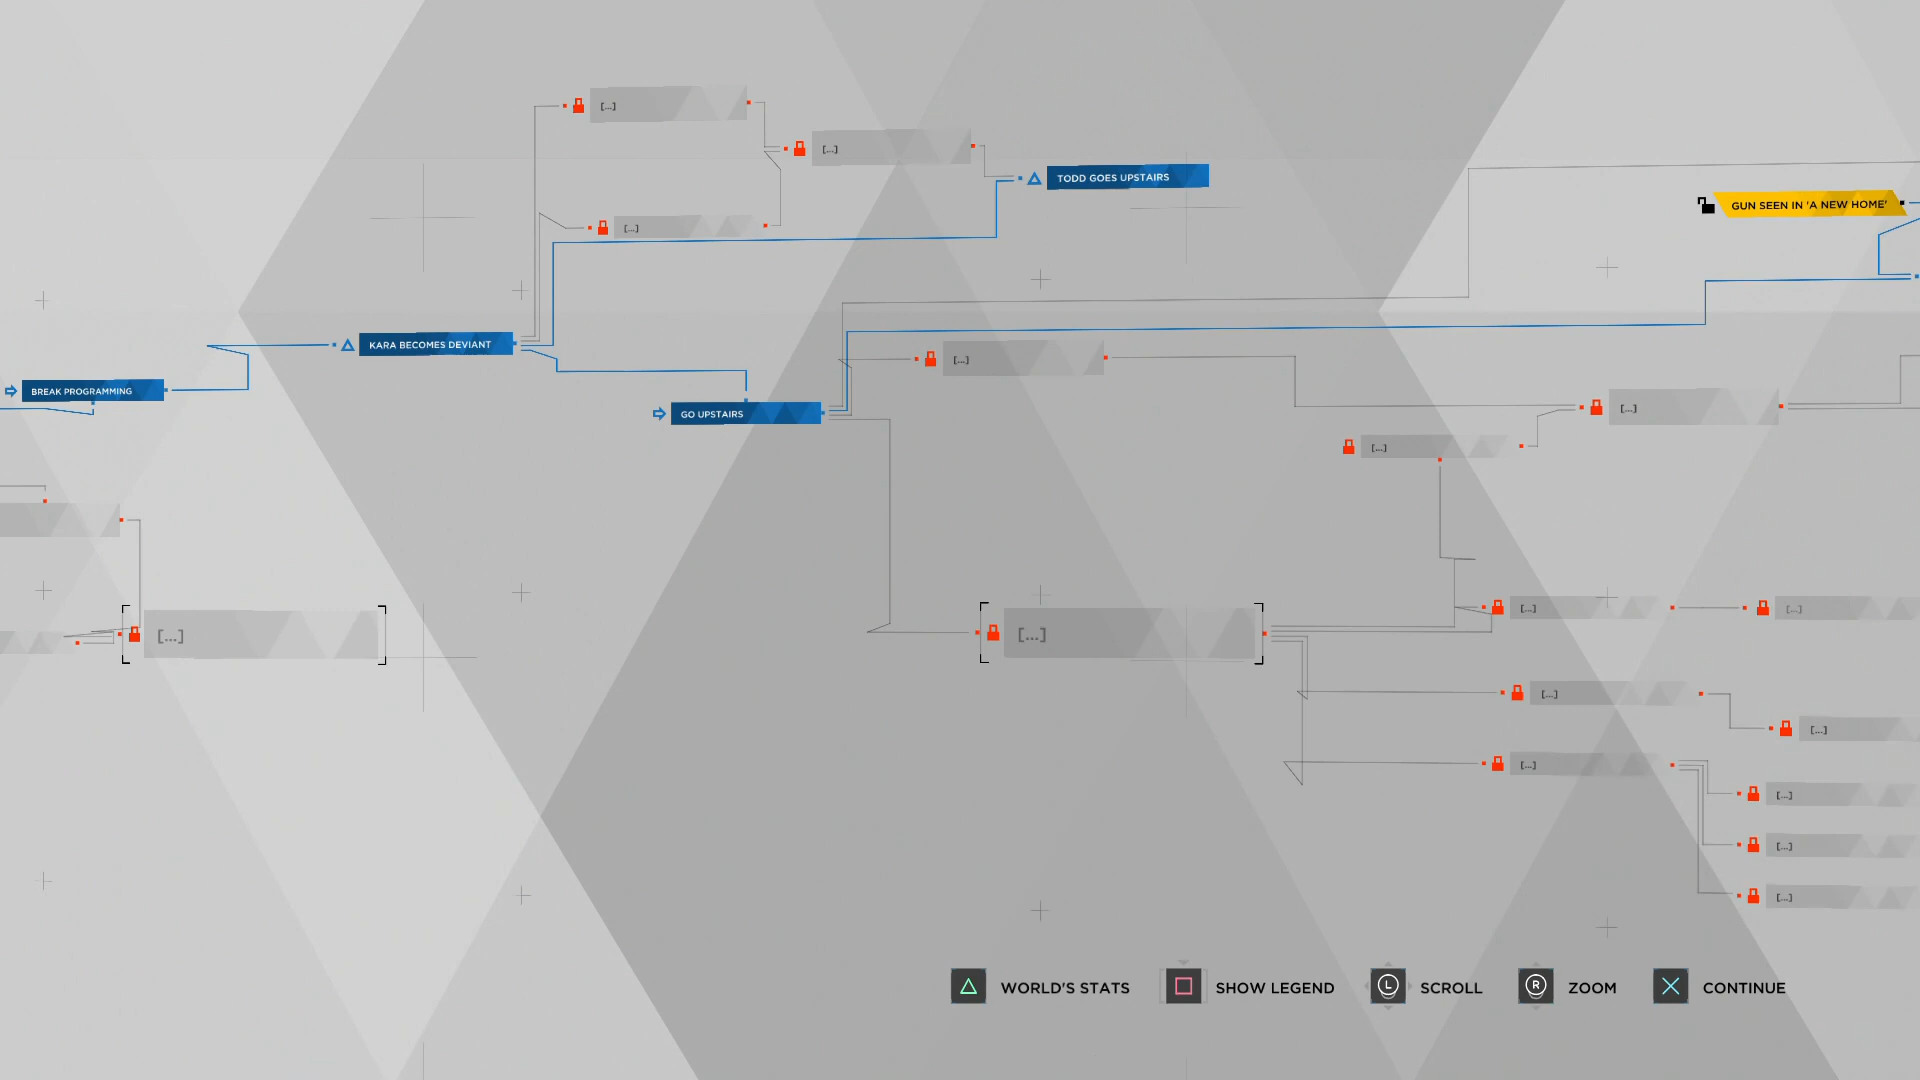 [...]
[...]
TODD GOES UPSTAIRS
GUN SEEN IN 'A NEW HOME'
[...]
KARA BECOMES DEVIANT
[...]
BREAK PROGRAMMING
GO UPSTAIRS
[...]
[...]
[...]
[...]
[...]
[...]
[...]
[...]
[...]
[...]
[...]
[...]
WORLD'S STATS
SHOW LEGEND
L
SCROLL
R
ZOOM
CONTINUE